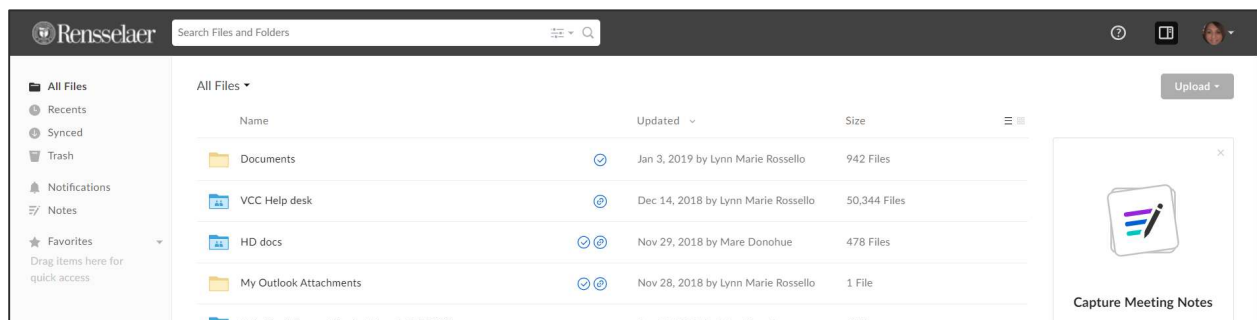 Rensselaer
Search Files and Folders
All Files
Recents
Synced
Trash
Notifications
Notes
Favorites
Drag items here for
quick access
All Files
Upload
Name Updated Size
Documents Jan 3, 2019 by Lynn Marie Rossello 942 Files
VCC Help desk Dec 14, 2018 by Lynn Marie Rossello 50,344 Files
HD docs Nov 29, 2018 by Mare Donohue 478 Files
My Outlook Attachments Nov 28, 2018 by Lynn Marie Rossello 1 File
Capture Meeting Notes